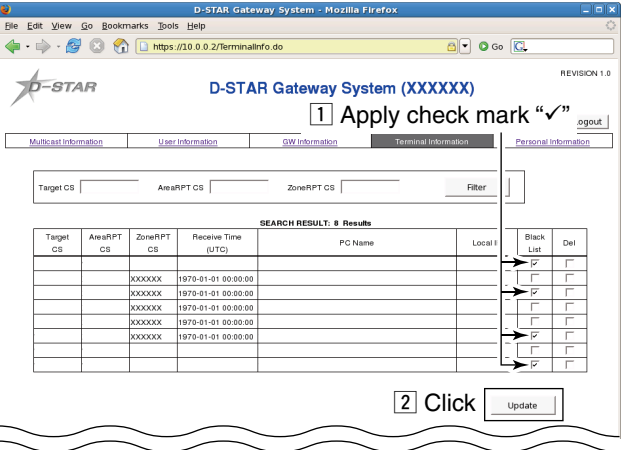 D-STAR Gateway System - Mozilla Firefox
File Edit View Go Bookmarks Tools Help
https://10.0.0.2/TerminalInfo.do Go G
REVISION 1.0
D-STAR
D-STAR Gateway System (XXXXXX)
1 Apply check mark “✓”
ogout
Multicast Information User Information GW Information Terminal Information Personal Information
Target CS AreaRPT CS ZoneRPT CS Filter
SEARCH RESULT: 8 Results
Target AreaRPT ZoneRPT Receive Time PC Name Local I Black Del
CS CS CS (UTC) List
XXXXXX 1970-01-01 00:00:00
XXXXXX 1970-01-01 00:00:00
XXXXXX 1970-01-01 00:00:00
XXXXXX 1970-01-01 00:00:00
XXXXXX 1970-01-01 00:00:00
2 Click Update